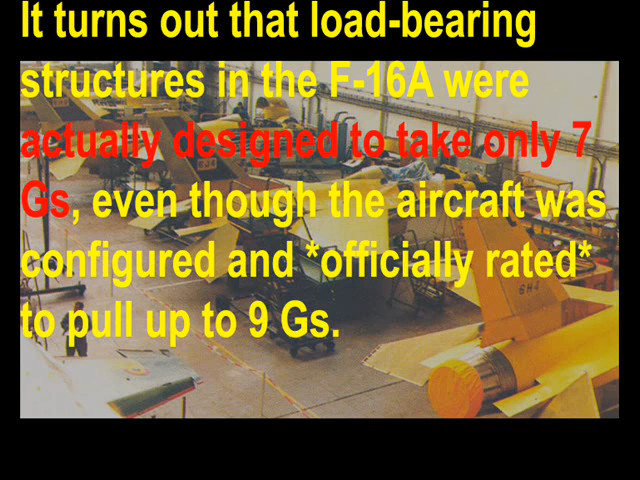 It turns out that load-bearing
structures in the F-16A were
actually designed to take only 7
Gs, even though the aircraft was
configured and *officially rated*
to pull up to 9 Gs.
6H4